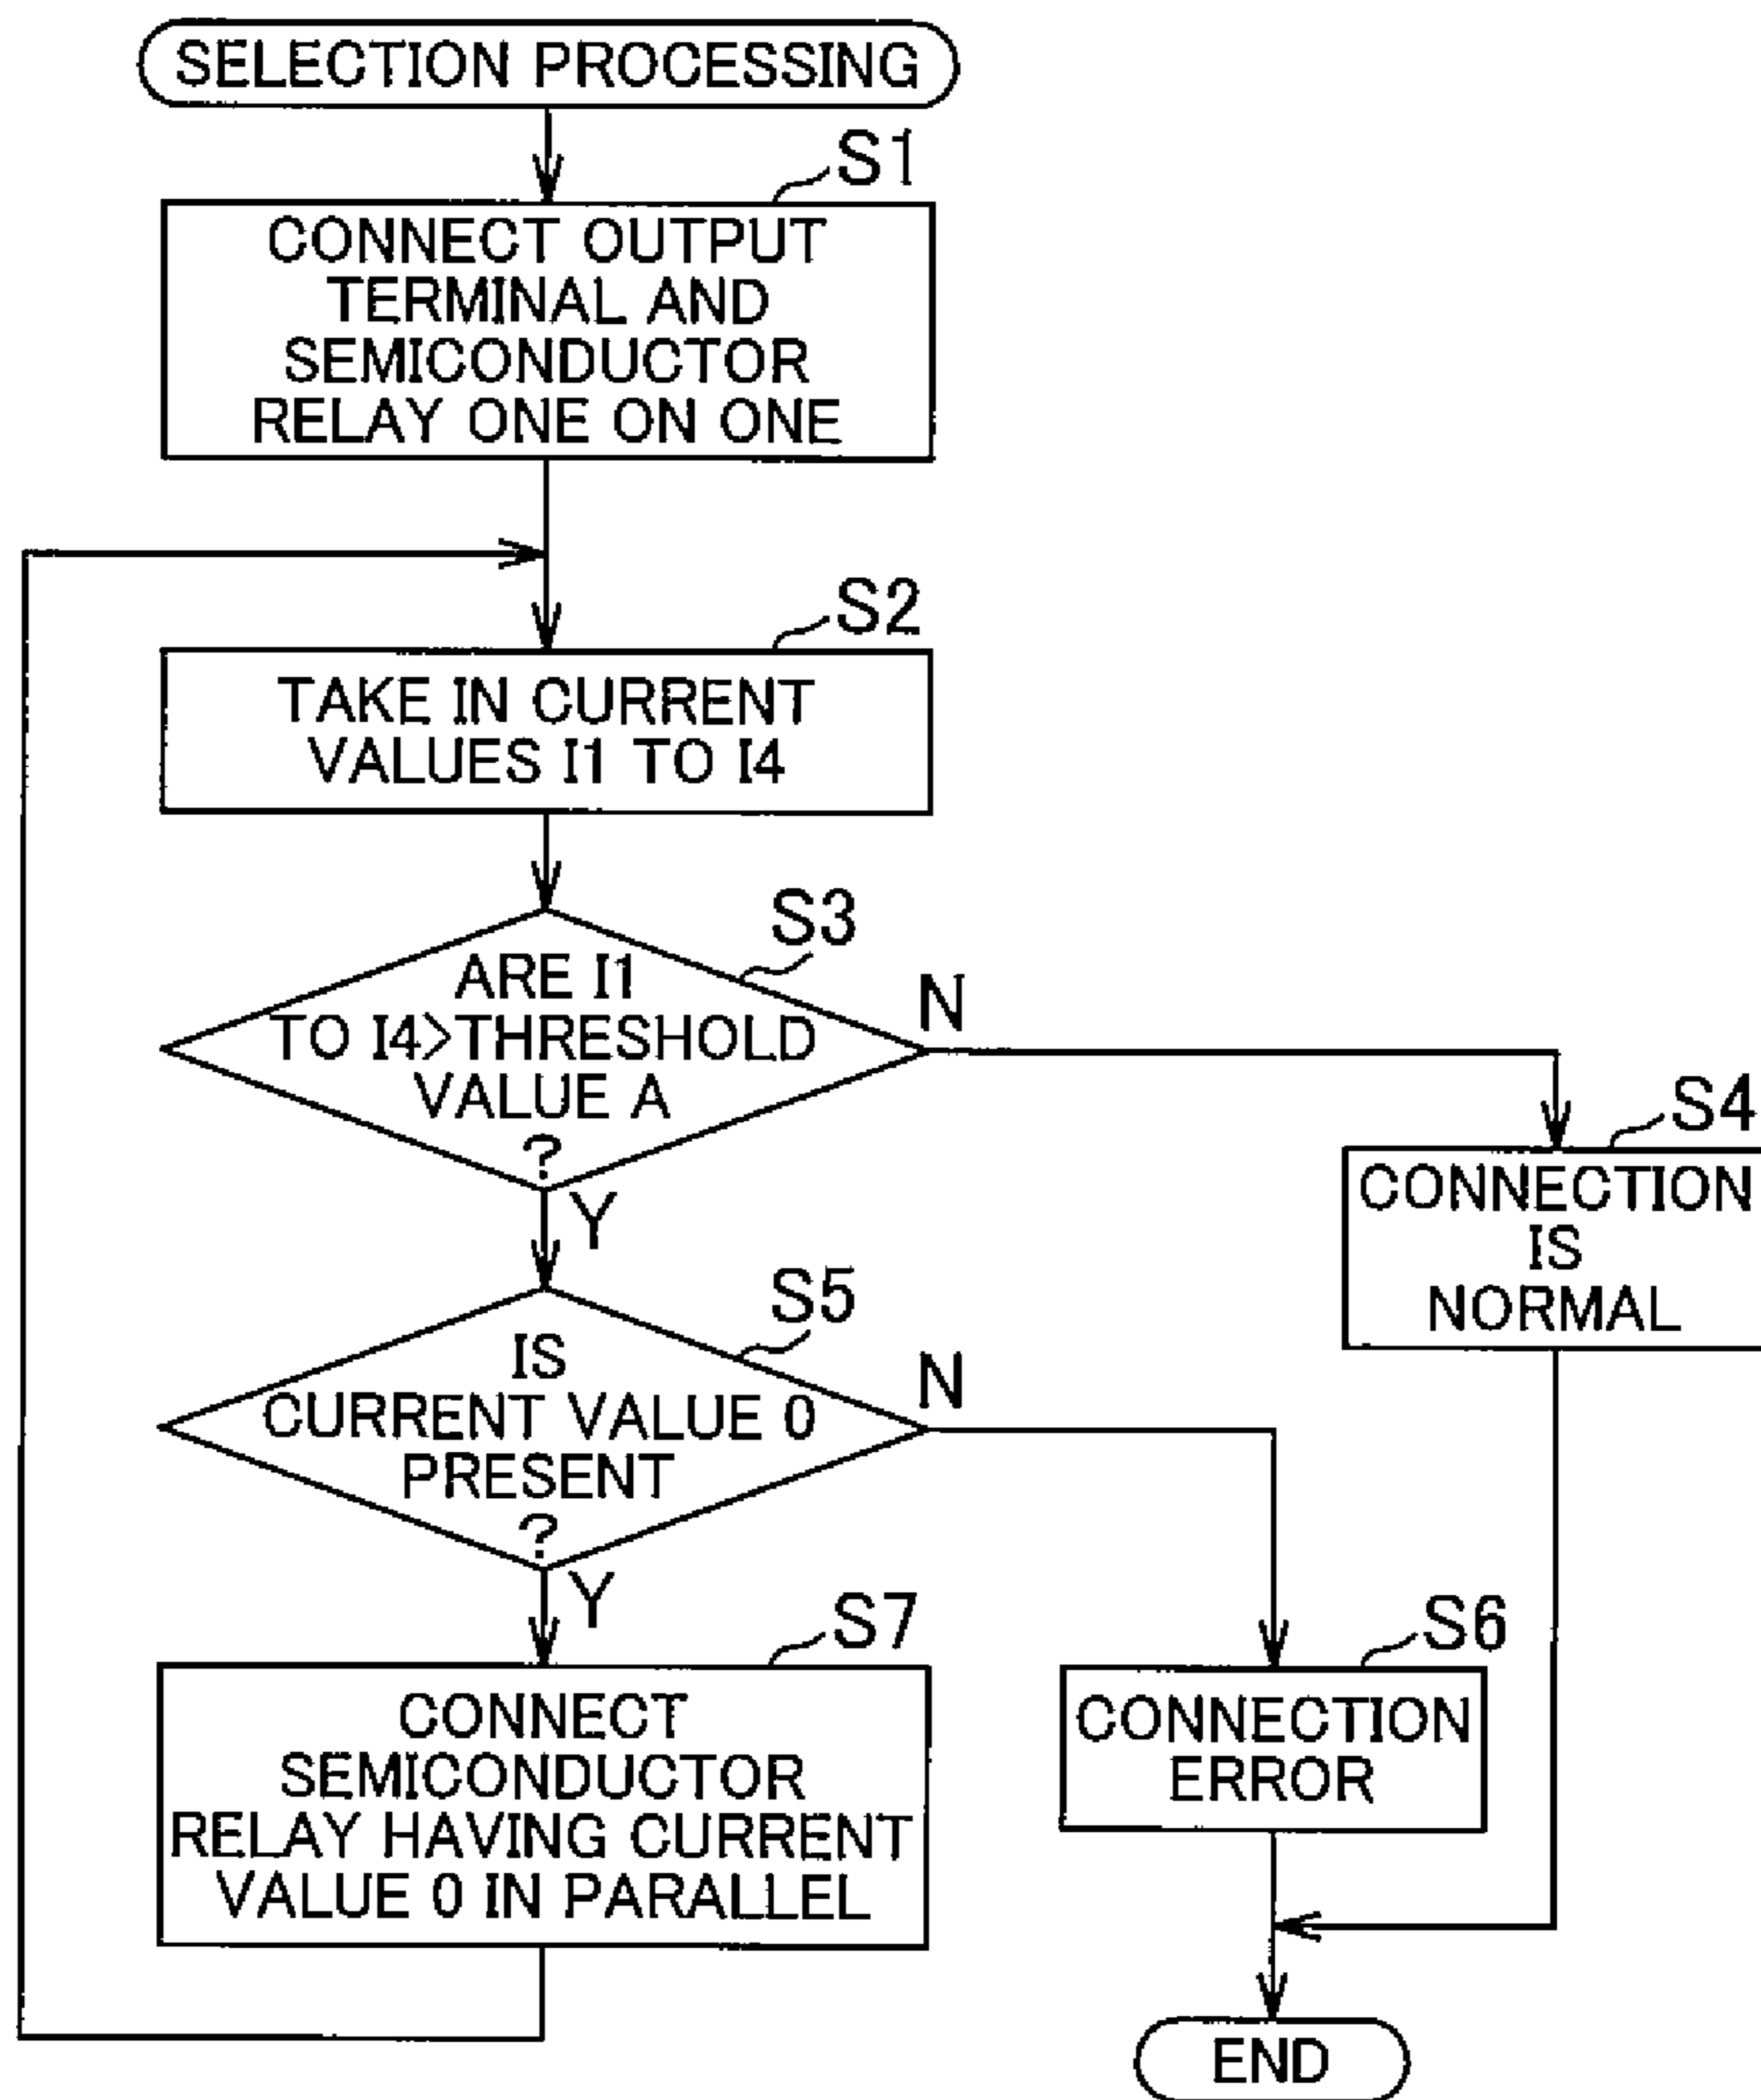 SELECTION PROCESSING
S1
CONNECT OUTPUT
TERMINAL AND
SEMICONDUCTOR
RELAY ONE ON ONE
S2
TAKE IN CURRENT
VALUES I1 TO I4
S3
ARE I1
TO I4>THRESHOLD
VALUE A
?
N
Y
S4
CONNECTION
IS
NORMAL
S5
IS
CURRENT VALUE 0
PRESENT
?
N
Y
S6
CONNECTION
ERROR
S7
CONNECT
SEMICONDUCTOR
RELAY HAVING CURRENT
VALUE 0 IN PARALLEL
END